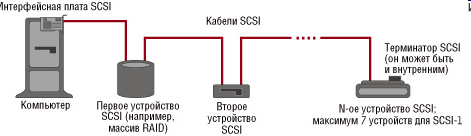 Интерфейсная плата SCSI
Кабели SCSI
Терминатор SCSI
(он может быть
и внутренним)
Компьютер
Первое устройство
SCSI (например,
массив RAID)
Второе
устройство
SCSI
N-ое устройство SCSI;
максимум 7 устройств для SCSI-1